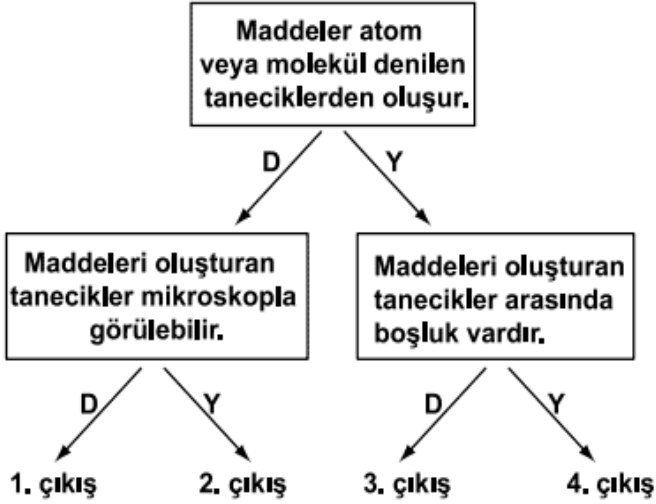 Maddeler atom
veya molekül denilen
taneciklerden oluşur.
D
Y
Maddeleri oluşturan
tanecikler mikroskopla
görülebilir.
Maddeleri oluşturan
tanecikler arasında
boşluk vardır.
D
Y
D
Y
1. çıkış
2. çıkış
3. çıkış
4. çıkış